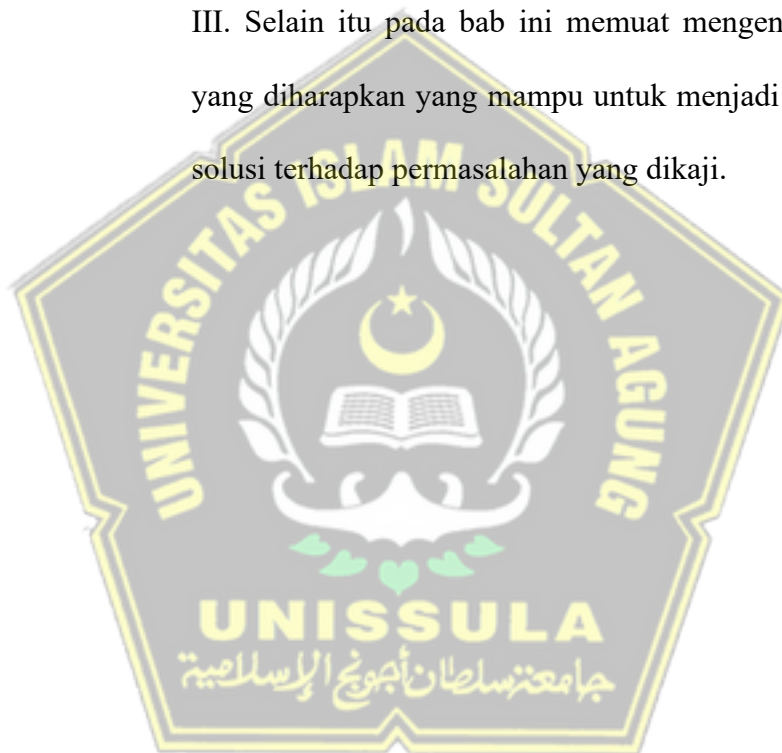 III. Selain itu pada bab ini memuat mengen
yang diharapkan yang mampu untuk menjadi
solusi terhadap permasalahan yang dikaji.
UNIVERSITAS ISLAM SULTAN AGUNG
UNISSULA
جامعة سلطان أجونج الإسلامية